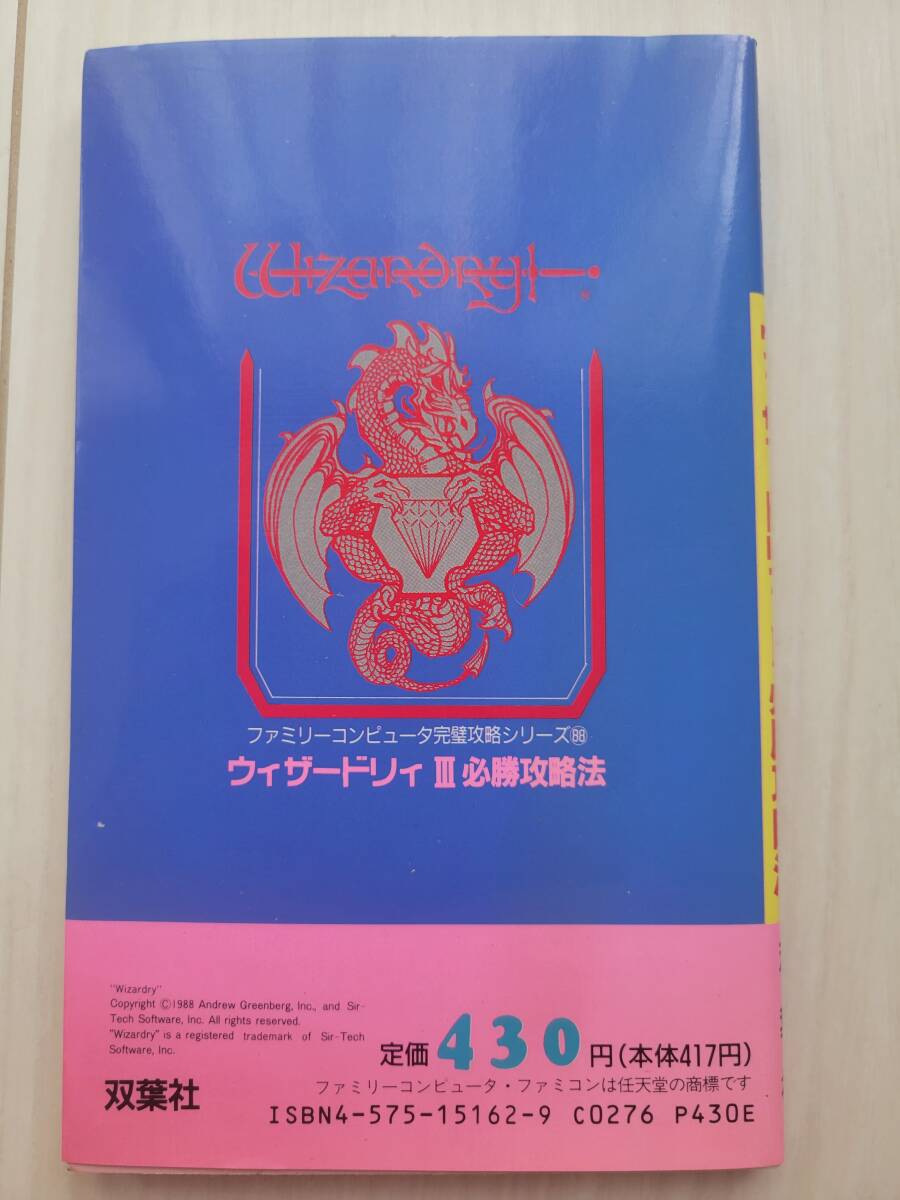 Wizardry
ファミリーコンピュータ完璧攻略シリーズ88
ウィザードリィ III 必勝攻略法
"Wizardry"
Copyright ©1988 Andrew Greenberg, Inc., and Sir-
Tech Software, Inc. All rights reserved.
"Wizardry" is a registered trademark of Sir-Tech
Software, Inc.
定価430円(本体417円)
双葉社
ファミリーコンピュータ・ファミコンは任天堂の商標です
ISBN4-575-15162-9 C0276 P430E